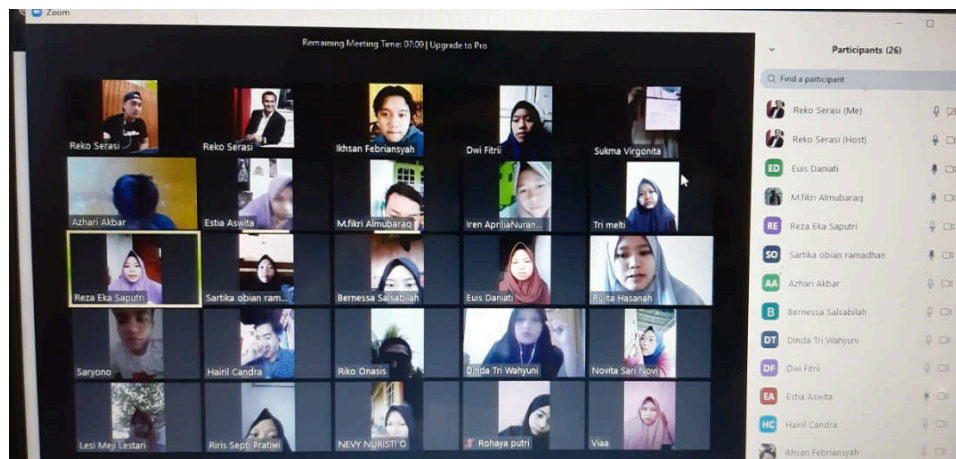 Zoom
Remaining Meeting Time: 07:09 | Upgrade to Pro
Reko Serasi
Reko Serasi
Ikhsan Febriansyah
Dwi Fitrii
Sukma Virgonita
Azhari Akbar
Estia Aswita
M.fikri Almubaraq
Iren ApriliaNuran...
Tri melti
Reza Eka Saputri
Sartika obian ram...
Bernessa Salsabilah
Euis Daniati
Rulita Hasanah
Saryono
Hairil Candra
Riko Onasis
Dinda Tri Wahyuni
Novita Sari Novi
Lesi Meji Lestari
Riris Septi Pratiwi
NEVY NURISTI O
Rohaya putri
Viaa
Participants (26)
Find a participant
Reko Serasi (Me)
Reko Serasi (Host)
ED Euis Daniati
M.fikri Almubaraq
RE Reza Eka Saputri
SO Sartika obian ramadhan
AA Azhari Akbar
B Bernessa Salsabilah
DT Dinda Tri Wahyuni
DF Dwi Fitrii
EA Estia Aswita
HC Hairil Candra
Ikhsan Febriansyah